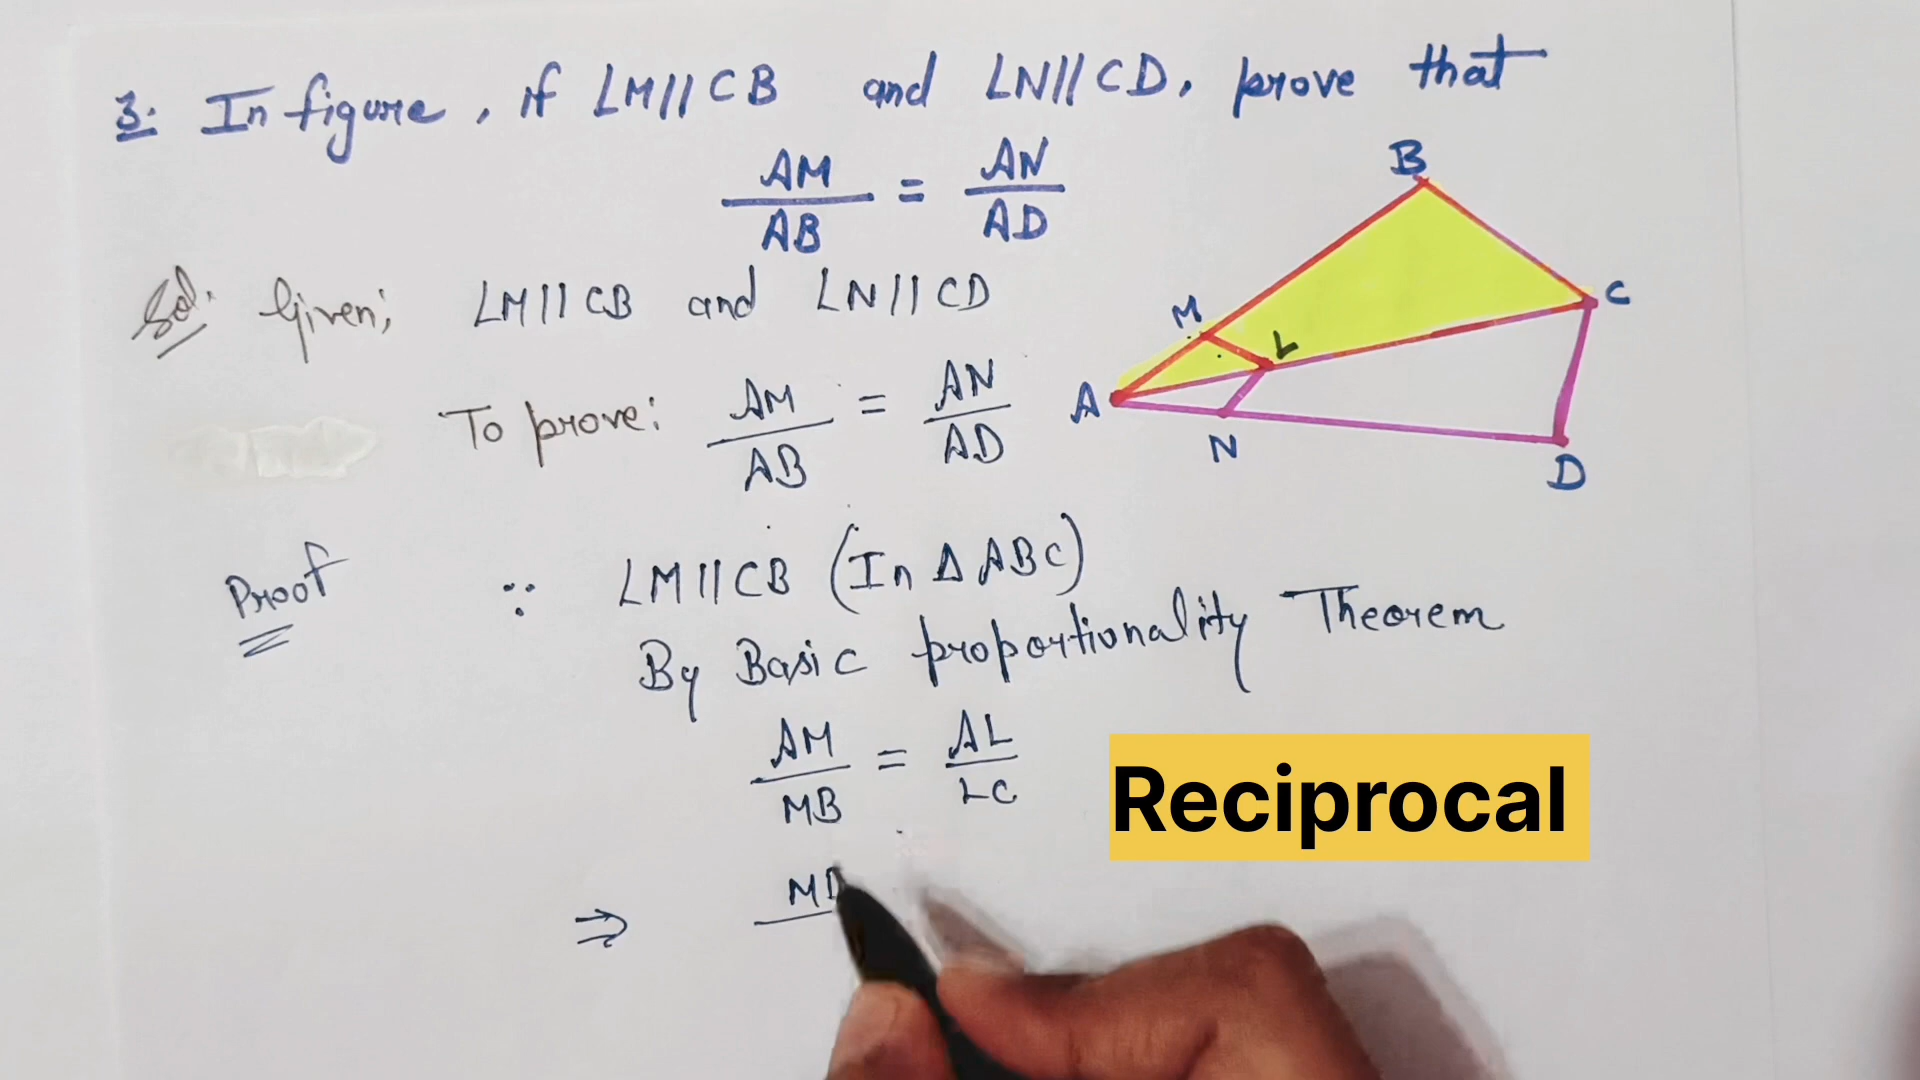 3. In figure, if LM//CB and LN//CD, prove that
AM/AB = AN/AD
Sol: Given; LM//CB and LN//CD
To prove: AM/AB = AN/AD
B
M
C
L
A
N
D
Proof ∵ LM//CB (In Δ ABC)
By Basic proportionality Theorem
AM/MB = AL/LC
Reciprocal
⇒